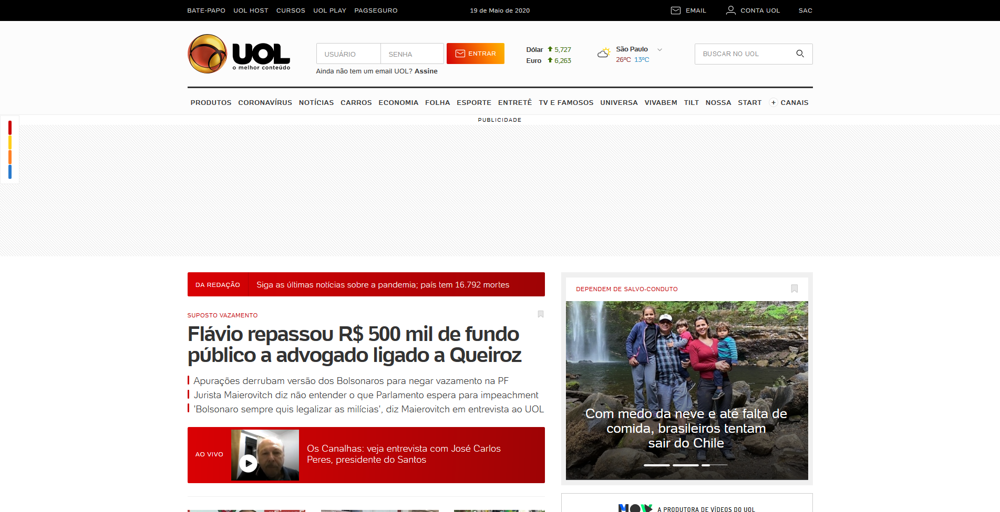 BATE-PAPO UOL HOST CURSOS UOL PLAY PAGSEGURO 19 de Maio de 2020 EMAIL CONTA UOL SAC
UOL
o melhor conteúdo
USUÁRIO SENHA ENTRAR
Ainda não tem um email UOL? Assine
Dólar 5,727
Euro 6,263
São Paulo
26ºC 13ºC
BUSCAR NO UOL
PRODUTOS CORONAVÍRUS NOTÍCIAS CARROS ECONOMIA FOLHA ESPORTE ENTRETÊ TV E FAMOSOS UNIVERSA VIVABEM TILT NOSSA START + CANAIS
PUBLICIDADE
DA REDAÇÃO Siga as últimas notícias sobre a pandemia; país tem 16.792 mortes
SUPOSTO VAZAMENTO
Flávio repassou R$ 500 mil de fundo
público a advogado ligado a Queiroz
Apurações derrubam versão dos Bolsonaros para negar vazamento na PF
Jurista Maierovitch diz não entender o que Parlamento espera para impeachment
'Bolsonaro sempre quis legalizar as milícias', diz Maierovitch em entrevista ao UOL
AO VIVO
Os Canalhas: veja entrevista com José Carlos
Peres, presidente do Santos
DEPENDEM DE SALVO-CONDUTO
Com medo da neve e até falta de
comida, brasileiros tentam
sair do Chile
MOV A PRODUTORA DE VÍDEOS DO UOL